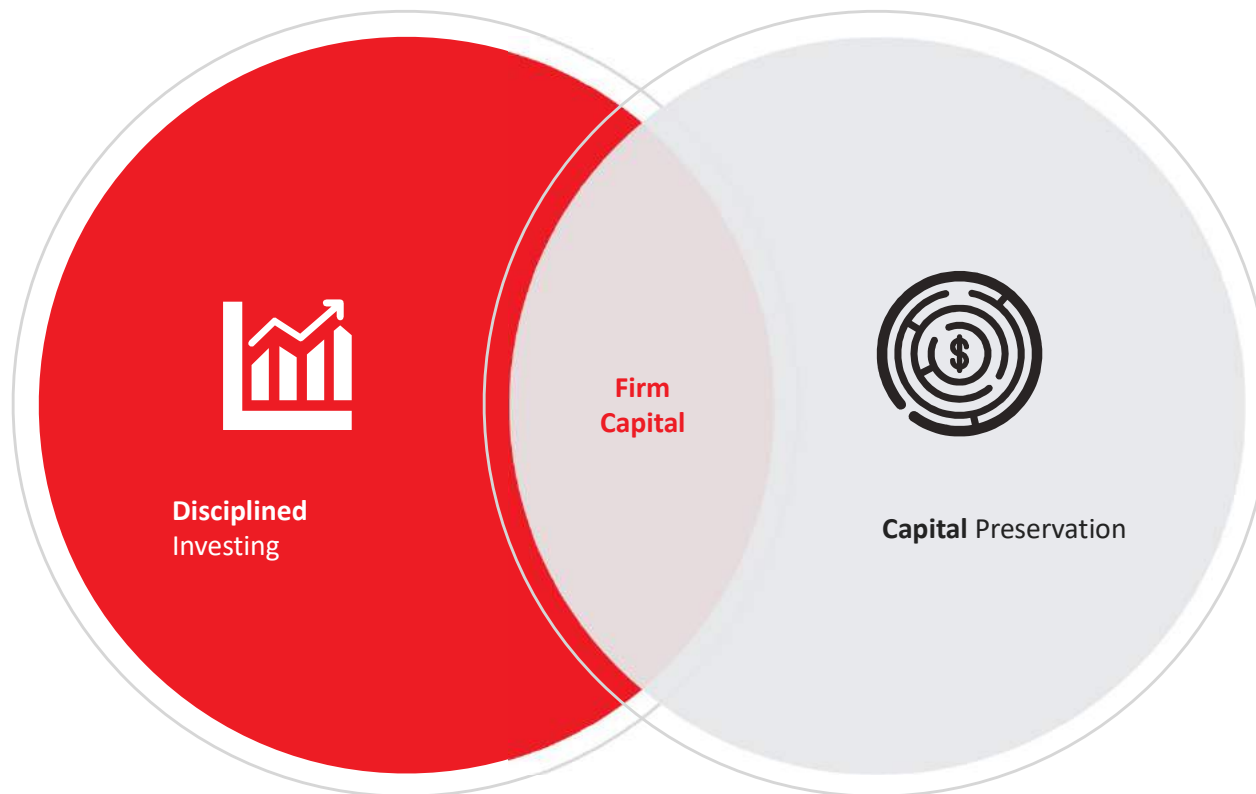 Disciplined
Investing
Firm
Capital
$
Capital Preservation